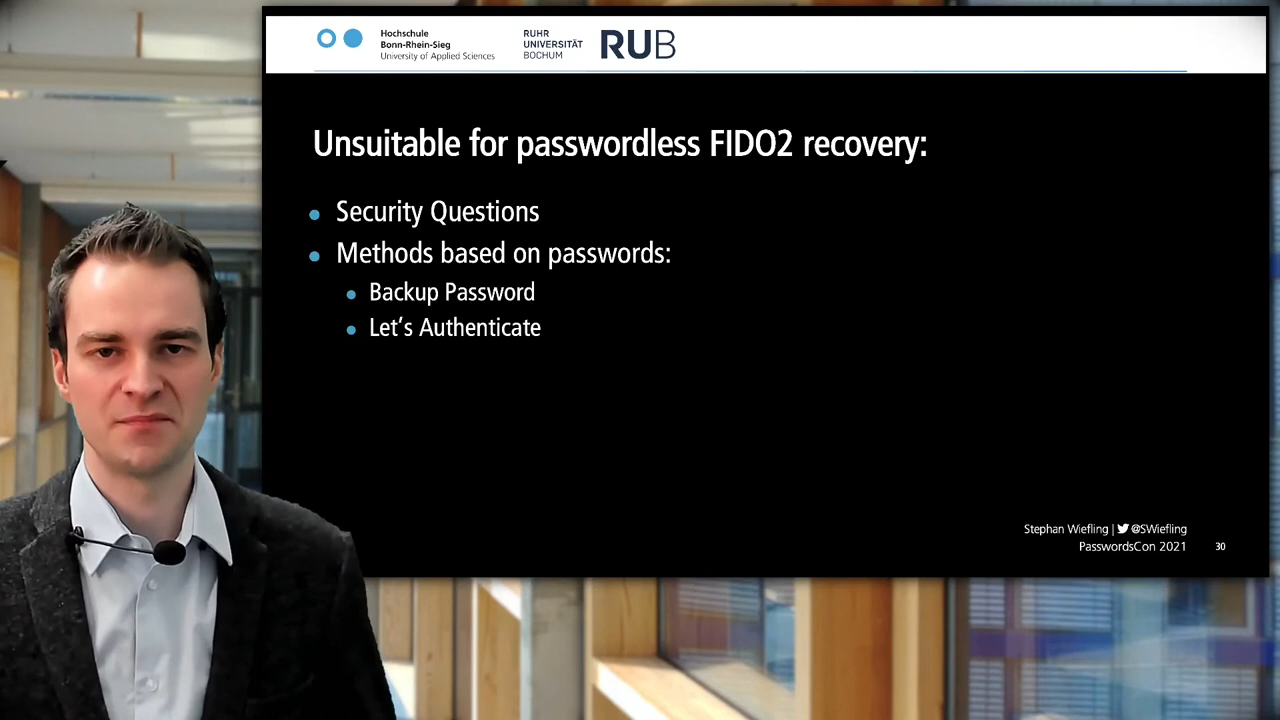 Hochschule
Bonn-Rhein-Sieg
University of Applied Sciences
RUHR
UNIVERSITÄT
BOCHUM
RUB
Unsuitable for passwordless FIDO2 recovery:
Security Questions
Methods based on passwords:
Backup Password
Let's Authenticate
Stephan Wiefling | @SWiefling
PasswordsCon 2021
30